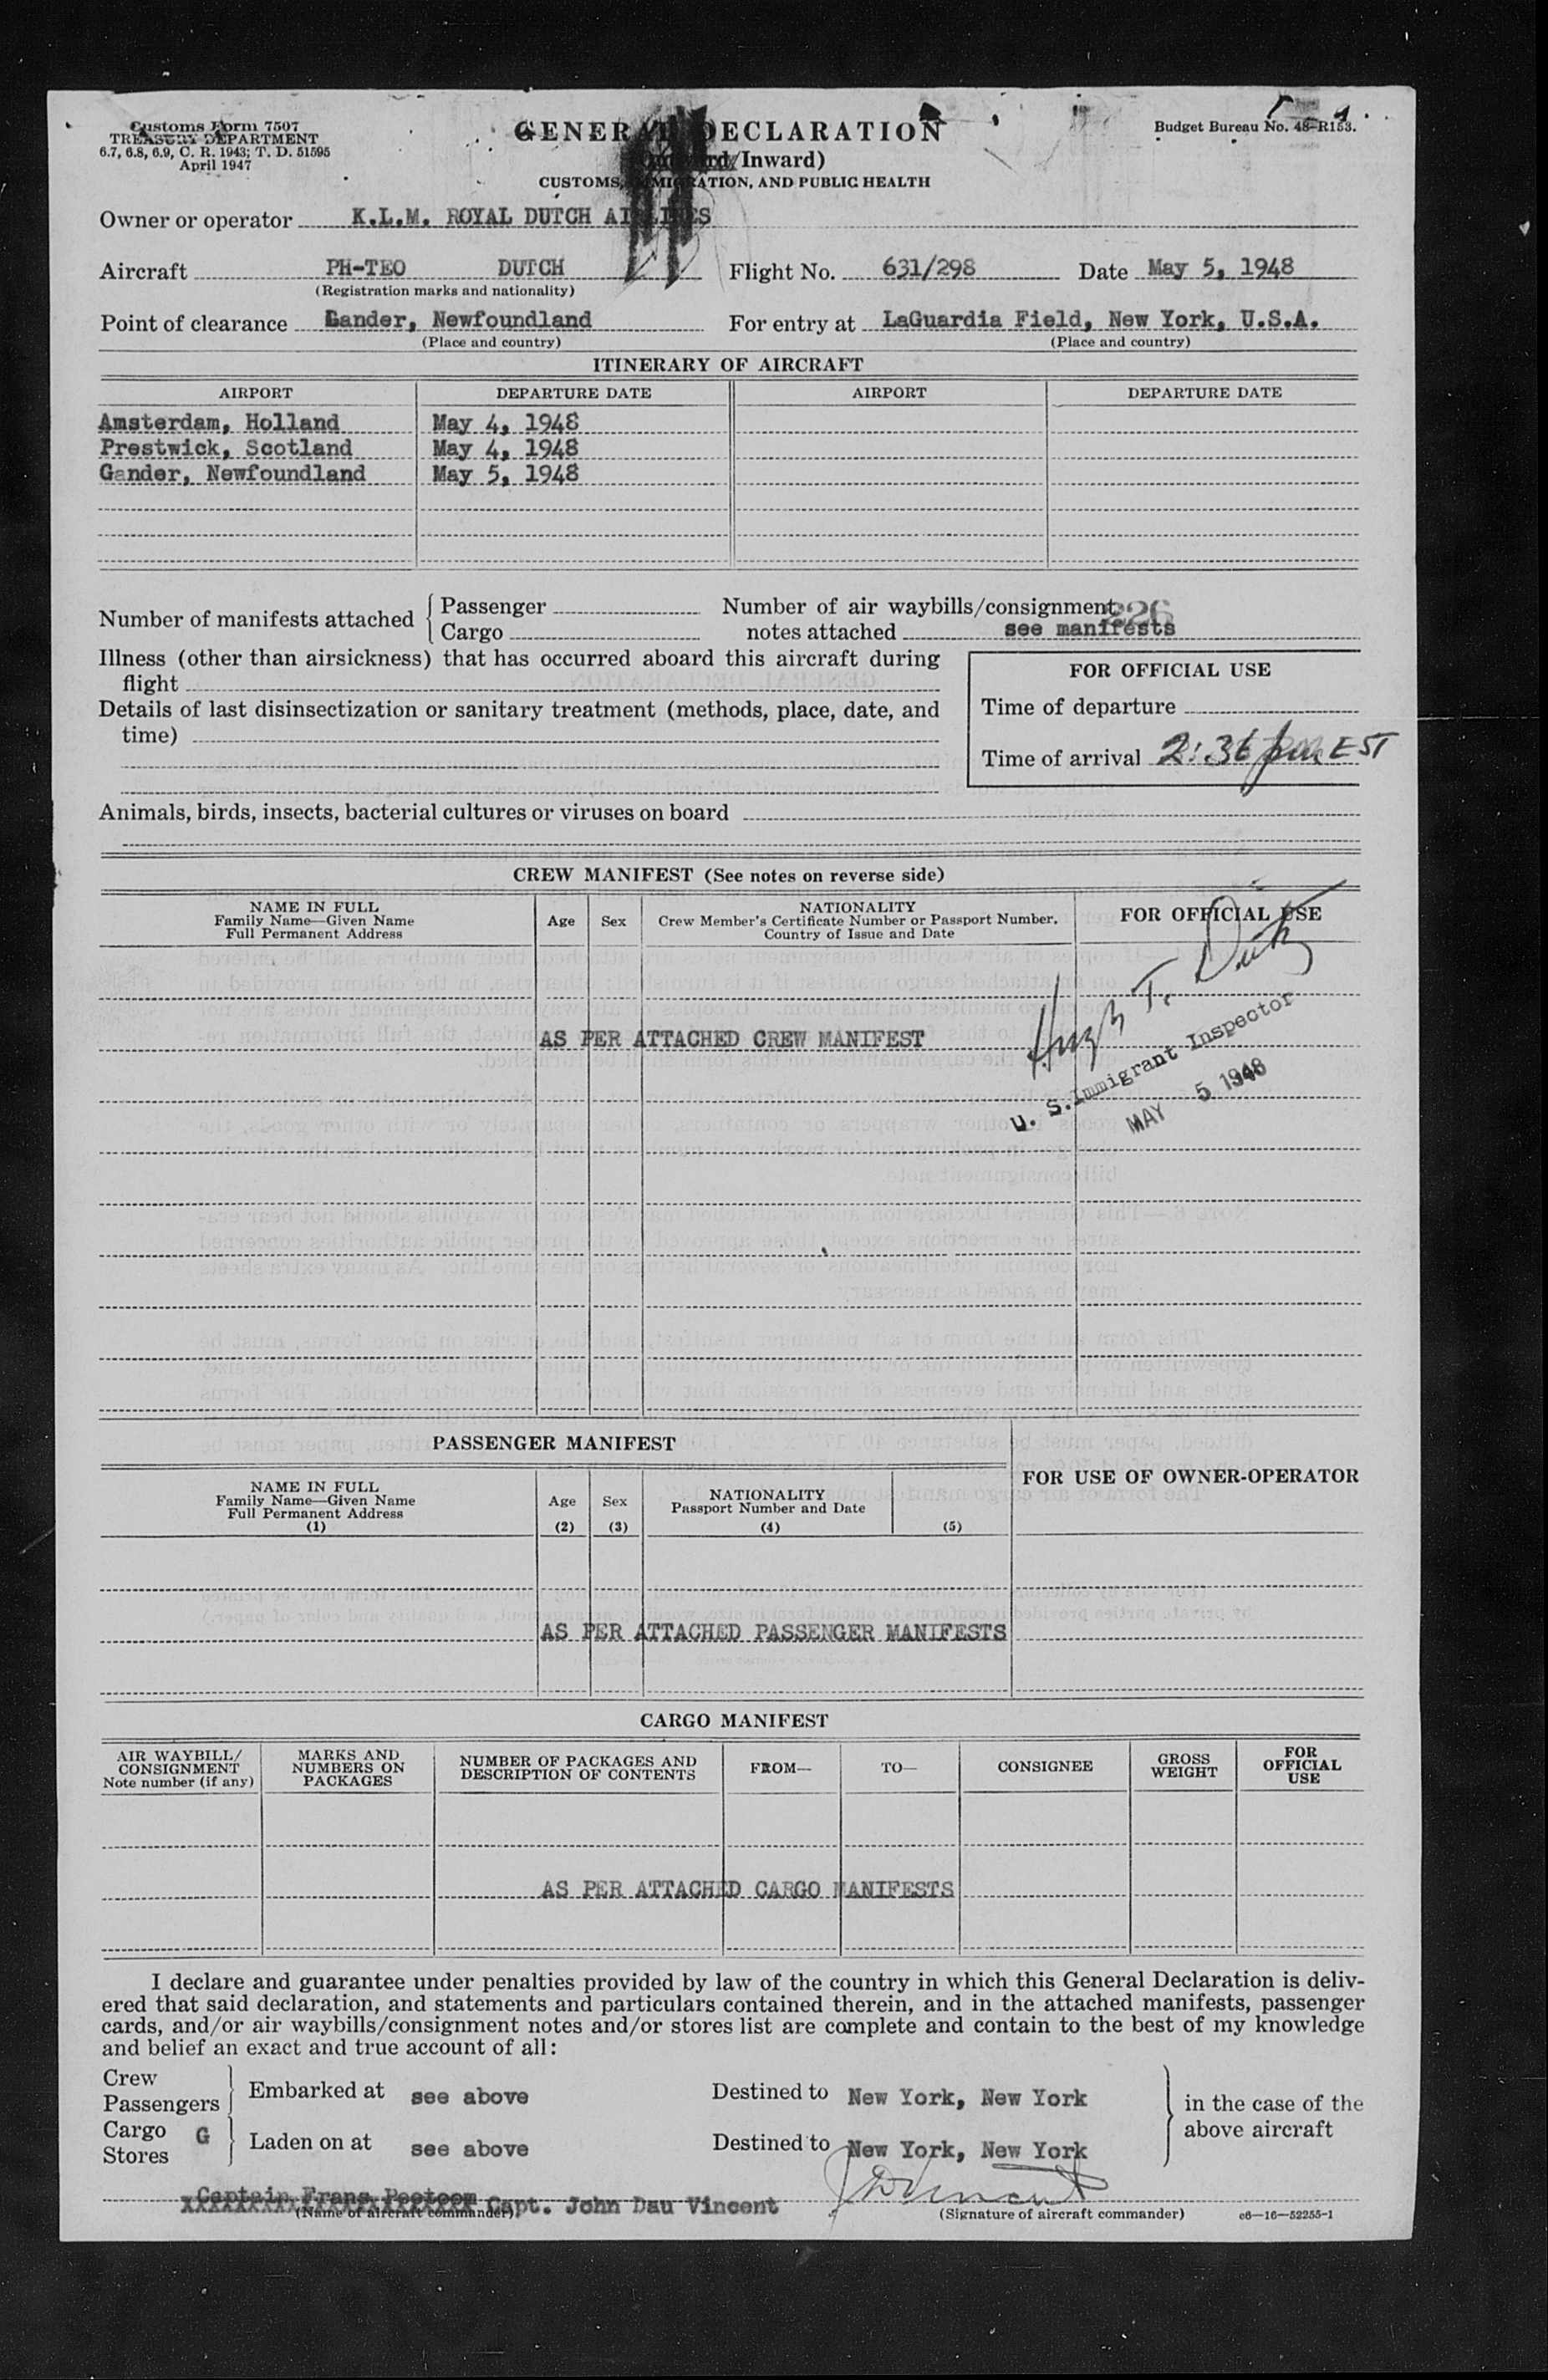 Customs Form 7507
TREASURY DEPARTMENT
6.7, 6.8, 6.9, C. R. 1943; T. D. 51595
April 1947
GENERAL DECLARATION
/Inward)
CUSTOMS, IMMIGRATION, AND PUBLIC HEALTH
Budget Bureau No. 48-R153.
Owner or operator K.L.M. ROYAL DUTCH AIRLINES
Aircraft PH-TEO DUTCH Flight No. 631/298 Date May 5, 1948
(Registration marks and nationality)
Point of clearance Gander, Newfoundland For entry at LaGuardia Field, New York, U.S.A.
(Place and country) (Place and country)
ITINERARY OF AIRCRAFT
AIRPORT DEPARTURE DATE AIRPORT DEPARTURE DATE
Amsterdam, Holland May 4, 1948
Prestwick, Scotland May 4, 1948
Gander, Newfoundland May 5, 1948
Number of manifests attached Passenger Number of air waybills/consignment 226
Cargo notes attached see manifests
Illness (other than airsickness) that has occurred aboard this aircraft during
flight
Details of last disinsectization or sanitary treatment (methods, place, date, and
time)
FOR OFFICIAL USE
Time of departure
Time of arrival 2:36 pm EST
Animals, birds, insects, bacterial cultures or viruses on board
CREW MANIFEST (See notes on reverse side)
NAME IN FULL
Family Name—Given Name
Full Permanent Address
Age Sex
NATIONALITY
Crew Member's Certificate Number or Passport Number,
Country of Issue and Date
FOR OFFICIAL USE
Hugh T.
U. S. Immigrant Inspector
MAY 5 1948
AS PER ATTACHED CREW MANIFEST
PASSENGER MANIFEST
NAME IN FULL
Family Name—Given Name
Full Permanent Address
(1)
Age
(2)
Sex
(3)
NATIONALITY
Passport Number and Date
(4) (5)
FOR USE OF OWNER-OPERATOR
AS PER ATTACHED PASSENGER MANIFESTS
CARGO MANIFEST
AIR WAYBILL/
CONSIGNMENT
Note number (if any)
MARKS AND
NUMBERS ON
PACKAGES
NUMBER OF PACKAGES AND
DESCRIPTION OF CONTENTS
FROM—
TO—
CONSIGNEE
GROSS
WEIGHT
FOR
OFFICIAL
USE
AS PER ATTACHED CARGO MANIFESTS
I declare and guarantee under penalties provided by law of the country in which this General Declaration is deliv-
ered that said declaration, and statements and particulars contained therein, and in the attached manifests, passenger
cards, and/or air waybills/consignment notes and/or stores list are complete and contain to the best of my knowledge
and belief an exact and true account of all:
Crew
Passengers Embarked at see above Destined to New York, New York in the case of the
Cargo G above aircraft
Stores Laden on at see above Destined to New York, New York
Captain Frans Capt. John Dau Vincent JDVincent
(Name of aircraft commander) (Signature of aircraft commander) c6—16—52255-1